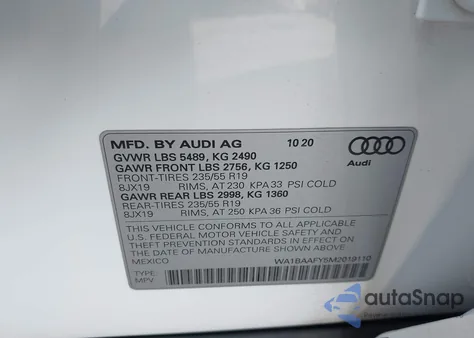 MFD. BY AUDI AG 10 20
GVWR LBS 5489, KG 2490
GAWR FRONT LBS 2756, KG 1250
FRONT-TIRES 235/55 R19
8JX19 RIMS, AT 230 KPA 33 PSI COLD
GAWR REAR LBS 2998, KG 1360
REAR-TIRES 235/55 R19
8JX19 RIMS, AT 250 KPA 36 PSI COLD
THIS VEHICLE CONFORMS TO ALL APPLICABLE
U.S. FEDERAL MOTOR VEHICLE SAFETY
AND THEFT PREVENTION STANDARDS IN EFFECT
ON THE DATE OF MANUFACTURE SHOWN ABOVE.
MEXICO
TYPE:
MPV
WA1BAAFY5M2019110
Audi
autoSnap